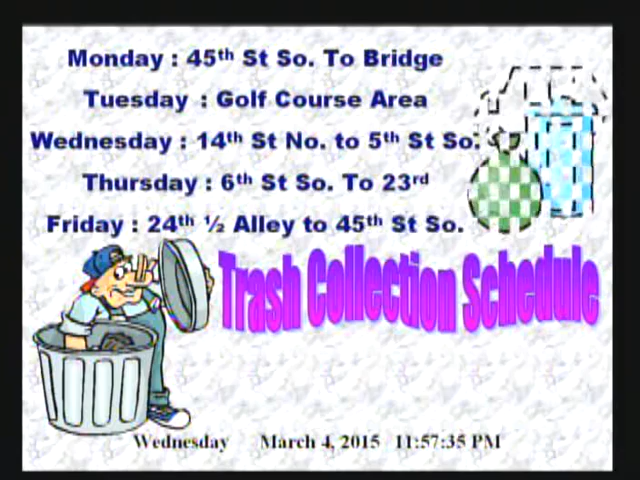 Monday : 45th St So. To Bridge
Tuesday : Golf Course Area
Wednesday : 14th St No. to 5th St So.
Thursday : 6th St So. To 23rd
Friday : 24th ½ Alley to 45th St So.
Trash Collection Schedule
Wednesday March 4, 2015 11:57:35 PM